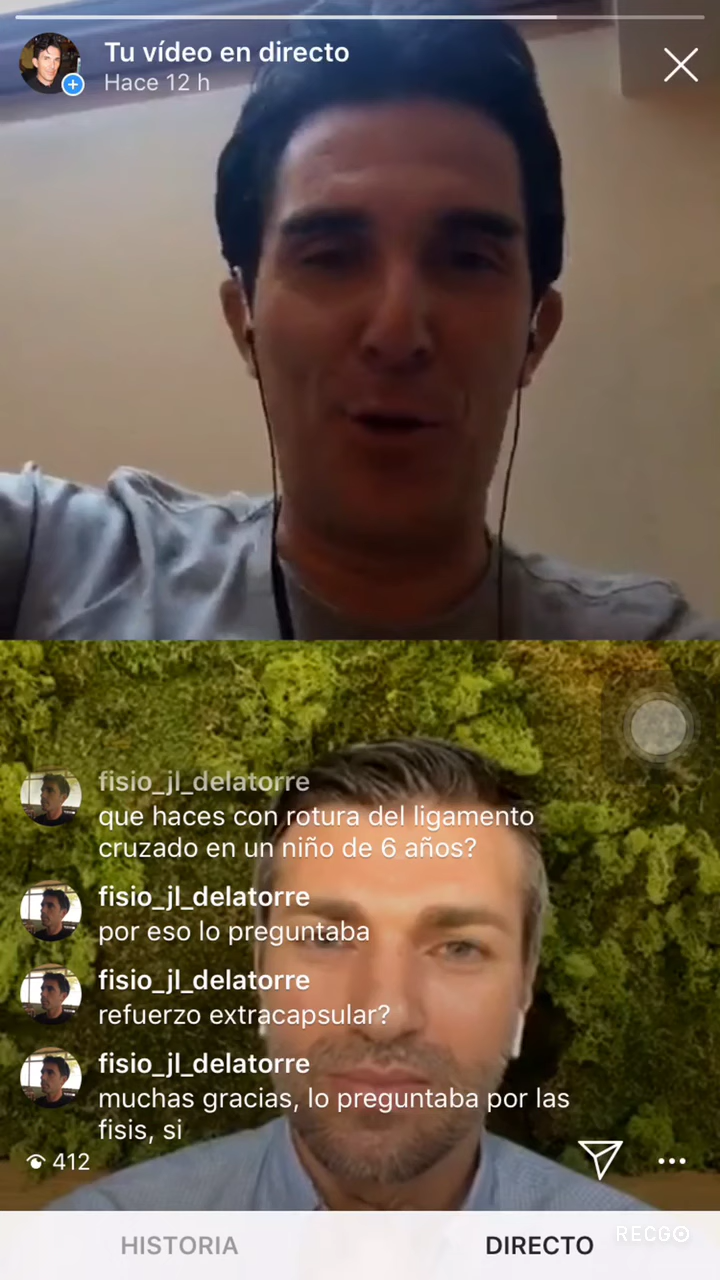 Tu vídeo en directo
Hace 12 h
fisio_jl_delatorre
que haces con rotura del ligamento
cruzado en un niño de 6 años?
fisio_jl_delatorre
por eso lo preguntaba
fisio_jl_delatorre
refuerzo extracapsular?
fisio_jl_delatorre
muchas gracias, lo preguntaba por las
fisis, si
412
HISTORIA
DIRECTO
RECGO